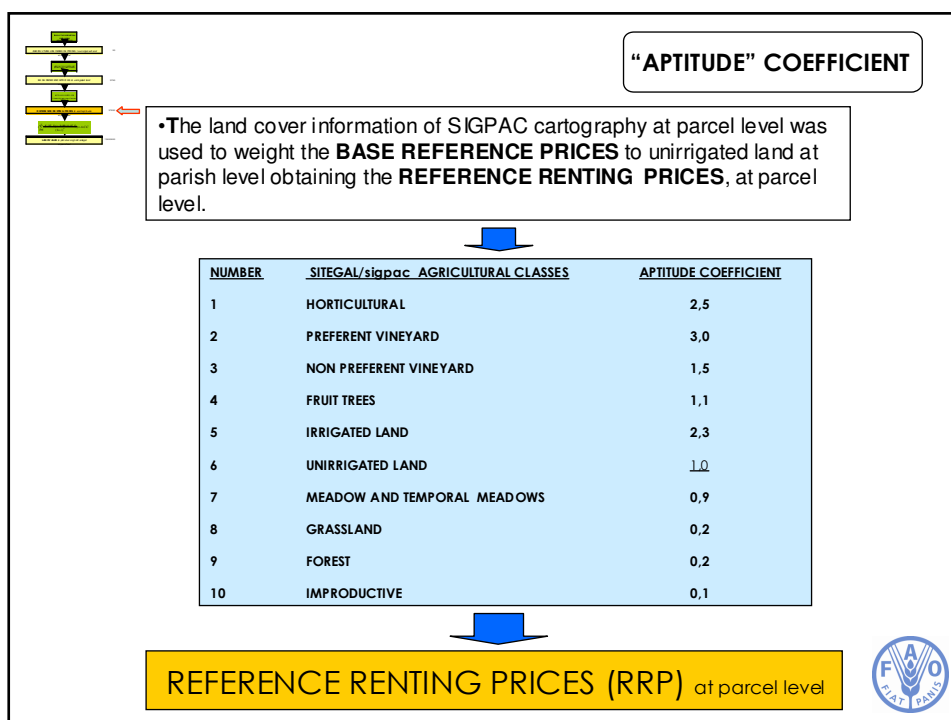 “APTITUDE” COEFFICIENT
•The land cover information of SIGPAC cartography at parcel level was
used to weight the BASE REFERENCE PRICES to unirrigated land at
parish level obtaining the REFERENCE RENTING PRICES, at parcel
level.
NUMBER SITEGAL/sigpac AGRICULTURAL CLASSES APTITUDE COEFFICIENT
1 HORTICULTURAL 2,5
2 PREFERENT VINEYARD 3,0
3 NON PREFERENT VINEYARD 1,5
4 FRUIT TREES 1,1
5 IRRIGATED LAND 2,3
6 UNIRRIGATED LAND 1,0
7 MEADOW AND TEMPORAL MEADOWS 0,9
8 GRASSLAND 0,2
9 FOREST 0,2
10 IMPRODUCTIVE 0,1
REFERENCE RENTING PRICES (RRP) at parcel level
F A O
FIAT PANIS